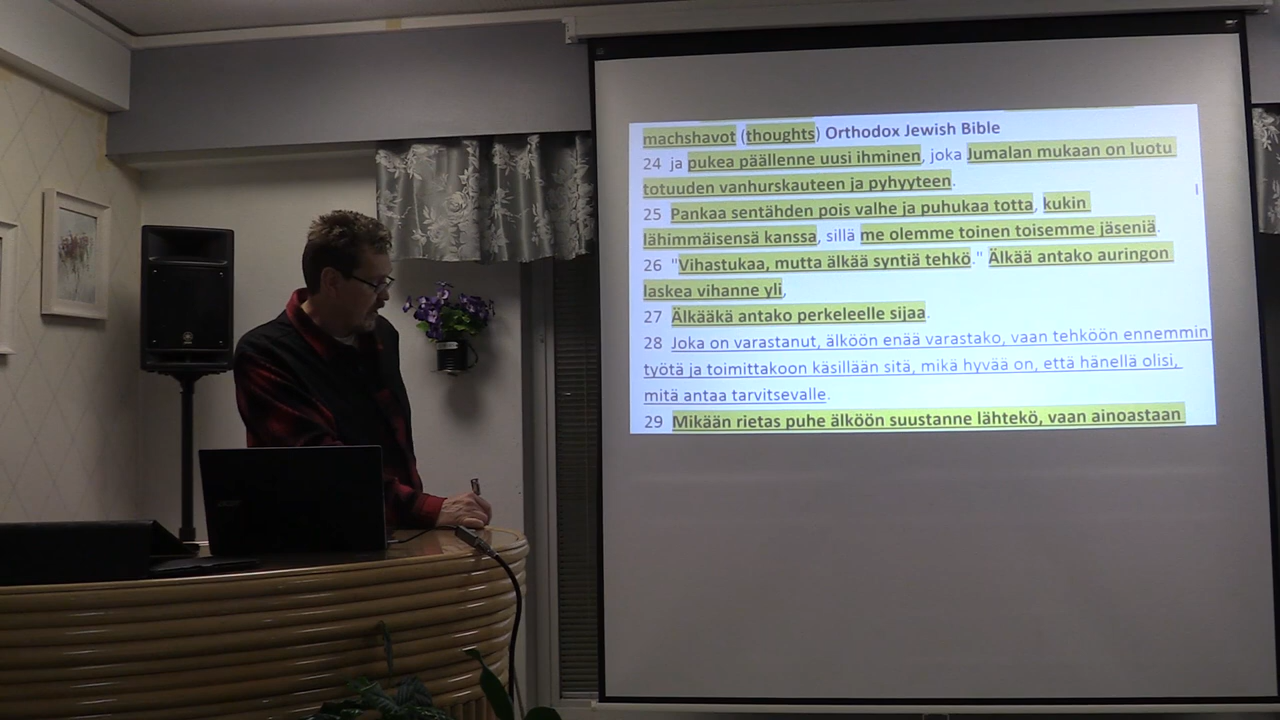 machshavot (thoughts) Orthodox Jewish Bible
24 ja pukea päällenne uusi ihminen, joka Jumalan mukaan on luotu
totuuden vanhurskauteen ja pyhyyteen.
25 Pankaa sentähden pois valhe ja puhukaa totta, kukin
lähimmäisensä kanssa, sillä me olemme toinen toisemme jäseniä.
26 "Vihastukaa, mutta älkää syntiä tehkö." Älkää antako auringon
laskea vihanne yli,
27 Älkääkä antako perkeleelle sijaa.
28 Joka on varastanut, älköön enää varastako, vaan tehköön ennemmin
työtä ja toimittakoon käsillään sitä, mikä hyvää on, että hänellä olisi,
mitä antaa tarvitsevalle.
29 Mikään rietas puhe älköön suustanne lähtekö, vaan ainoastaan